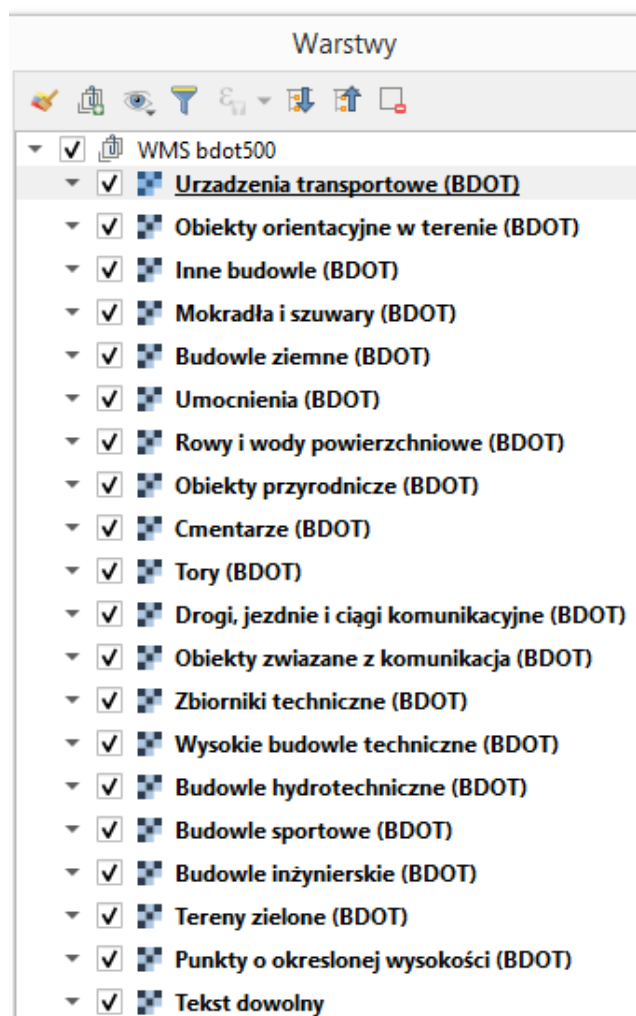 Warstwy
WMS bdot500
Urzadzenia transportowe (BDOT)
Obiekty orientacyjne w terenie (BDOT)
Inne budowle (BDOT)
Mokradła i szuwary (BDOT)
Budowle ziemne (BDOT)
Umocnienia (BDOT)
Rowy i wody powierzchniowe (BDOT)
Obiekty przyrodnicze (BDOT)
Cmentarze (BDOT)
Tory (BDOT)
Drogi, jezdnie i ciągi komunikacyjne (BDOT)
Obiekty zwiazane z komunikacja (BDOT)
Zbiorniki techniczne (BDOT)
Wysokie budowle techniczne (BDOT)
Budowle hydrotechniczne (BDOT)
Budowle sportowe (BDOT)
Budowle inżynierskie (BDOT)
Tereny zielone (BDOT)
Punkty o okreslonej wysokości (BDOT)
Tekst dowolny